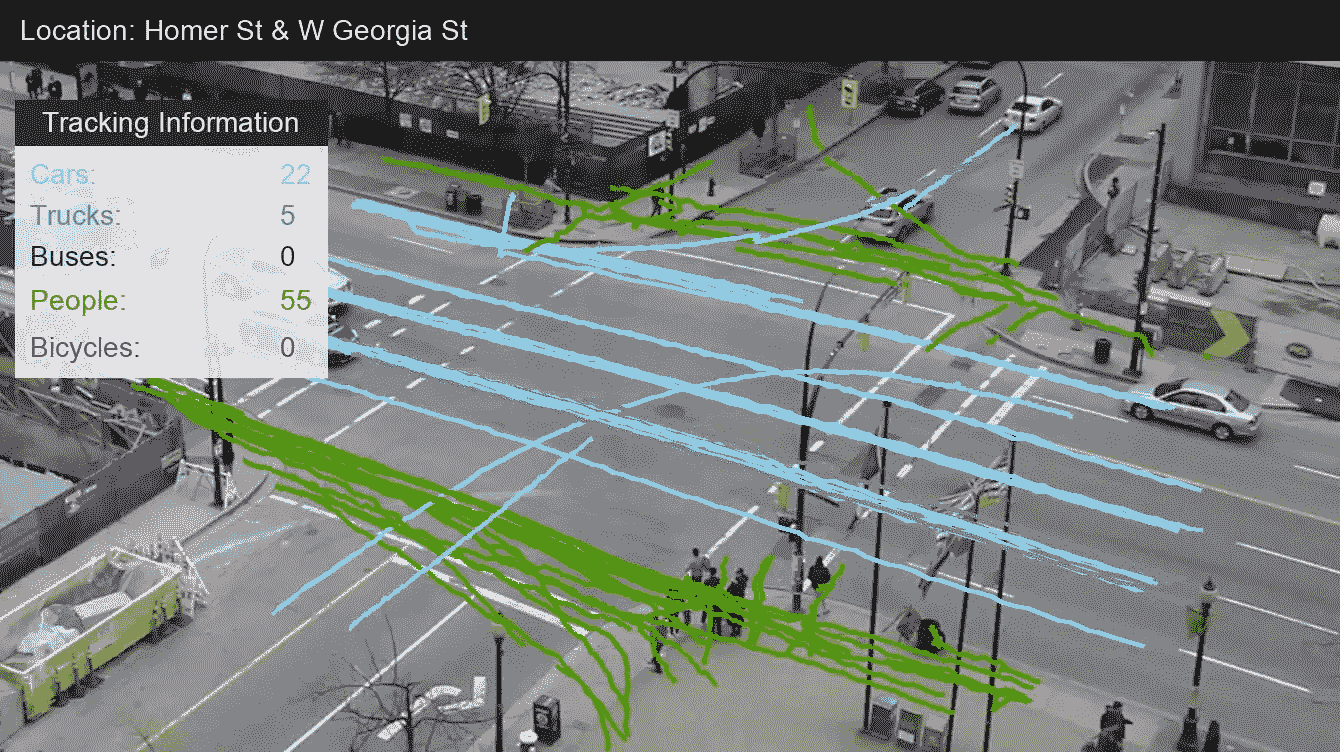 Location: Homer St & W Georgia St
Tracking Information
Cars: 22
Trucks: 5
Buses: 0
People: 55
Bicycles: 0